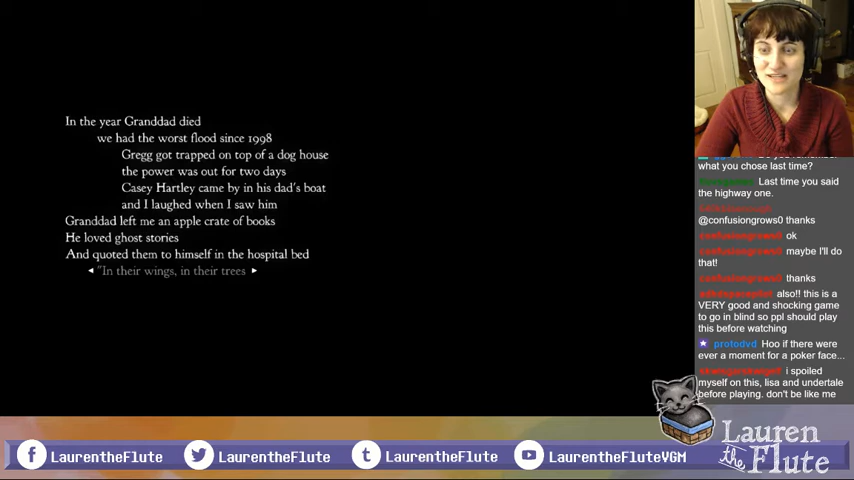 In the year Granddad died
we had the worst flood since 1998
Gregg got trapped on top of a dog house
the power was out for two days
Casey Hartley came by in his dad's boat
and I laughed when I saw him
Granddad left me an apple crate of books
He loved ghost stories
And quoted them to himself in the hospital bed
"In their wings, in their trees
what you chose last time?
Last time you said
the highway one.
@confusiongrows0 thanks
confusiongrows0 ok
confusiongrows0 maybe I'll do
that!
confusiongrows0 thanks
also!! this is a
VERY good and shocking game
to go in blind so ppl should play
this before watching
protodvd Hoo if there were
ever a moment for a poker face...
i spoiled
myself on this, lisa and undertale
before playing. don't be like me
Lauren
the Flute
LaurentheFlute
LaurentheFlute
LaurentheFlute
LaurentheFluteVGM